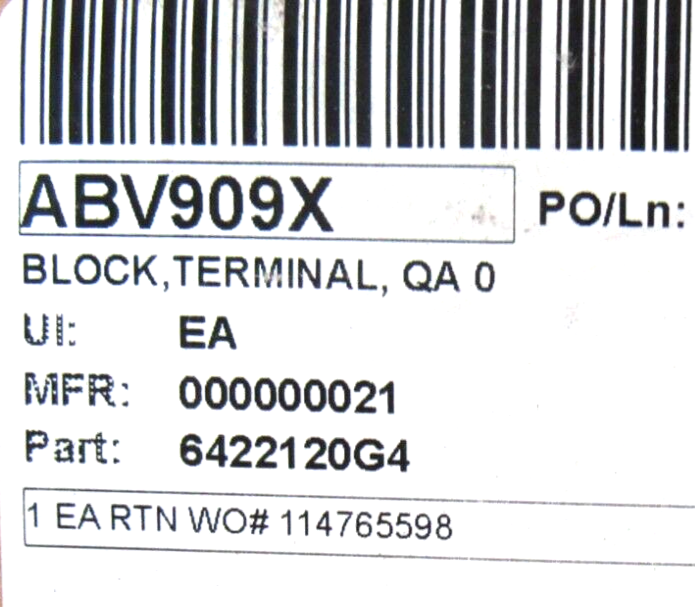 ABV909X PO/Ln:
BLOCK,TERMINAL, QA 0
UI: EA
MFR: 000000021
Part: 6422120G4
1 EA RTN WO# 114765598